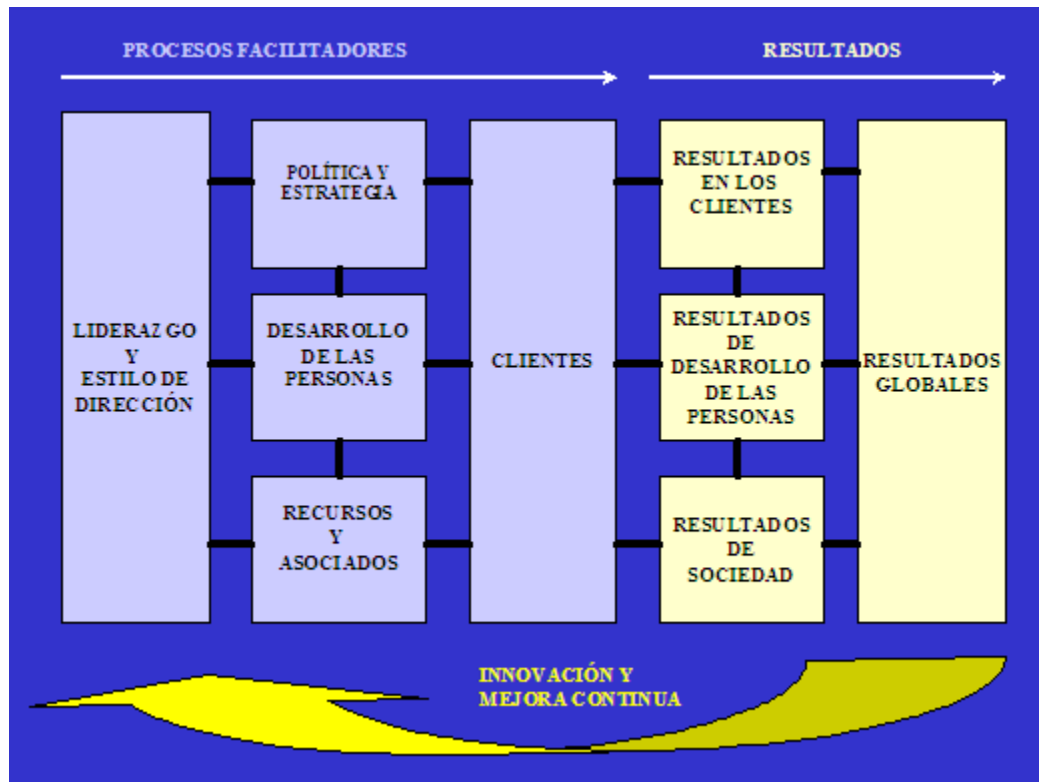 PROCESOS FACILITADORES
RESULTADOS
LIDERAZGO
Y
ESTILO DE
DIRECCIÓN
POLÍTICA Y
ESTRATEGIA
DESARROLLO
DE LAS
PERSONAS
RECURSOS
Y
ASOCIADOS
CLIENTES
RESULTADOS
EN LOS
CLIENTES
RESULTADOS
DE
DESARROLLO
DE LAS
PERSONAS
RESULTADOS
DE
SOCIEDAD
RESULTADOS
GLOBALES
INNOVACIÓN Y
MEJORA CONTINUA